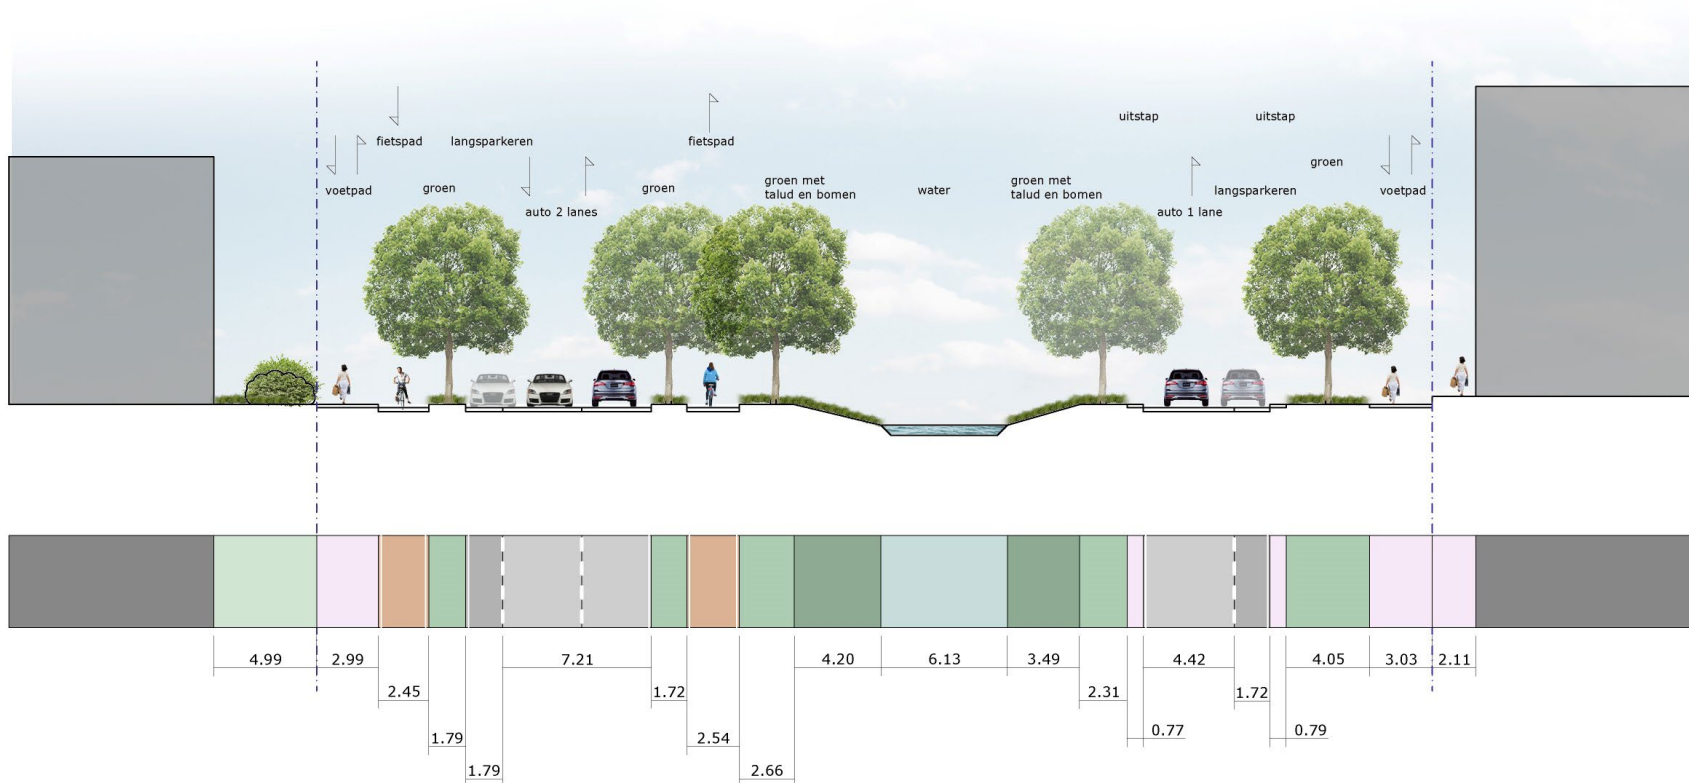 uitstap
uitstap
fietspad
langsparkeren
fietspad
groen
voetpad
groen
groen
groen met
talud en bomen
water
groen met
talud en bomen
langsparkeren
voetpad
auto 2 lanes
auto 1 lane
4.99
2.99
7.21
4.20
6.13
3.49
4.42
4.05
3.03
2.11
2.45
1.72
2.31
1.72
1.79
2.54
0.77
0.79
1.79
2.66